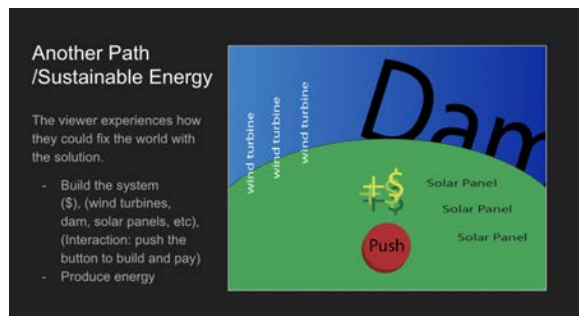 Another Path
/Sustainable Energy
The viewer experiences how
they could fix the world with
the solution.
- Build the system
($), (wind turbines,
dam, solar panels, etc),
(Interaction: push the
button to build and pay)
- Produce energy
wind turbine
wind turbine
wind turbine
Dam
+$
Solar Panel
Solar Panel
Solar Panel
Push